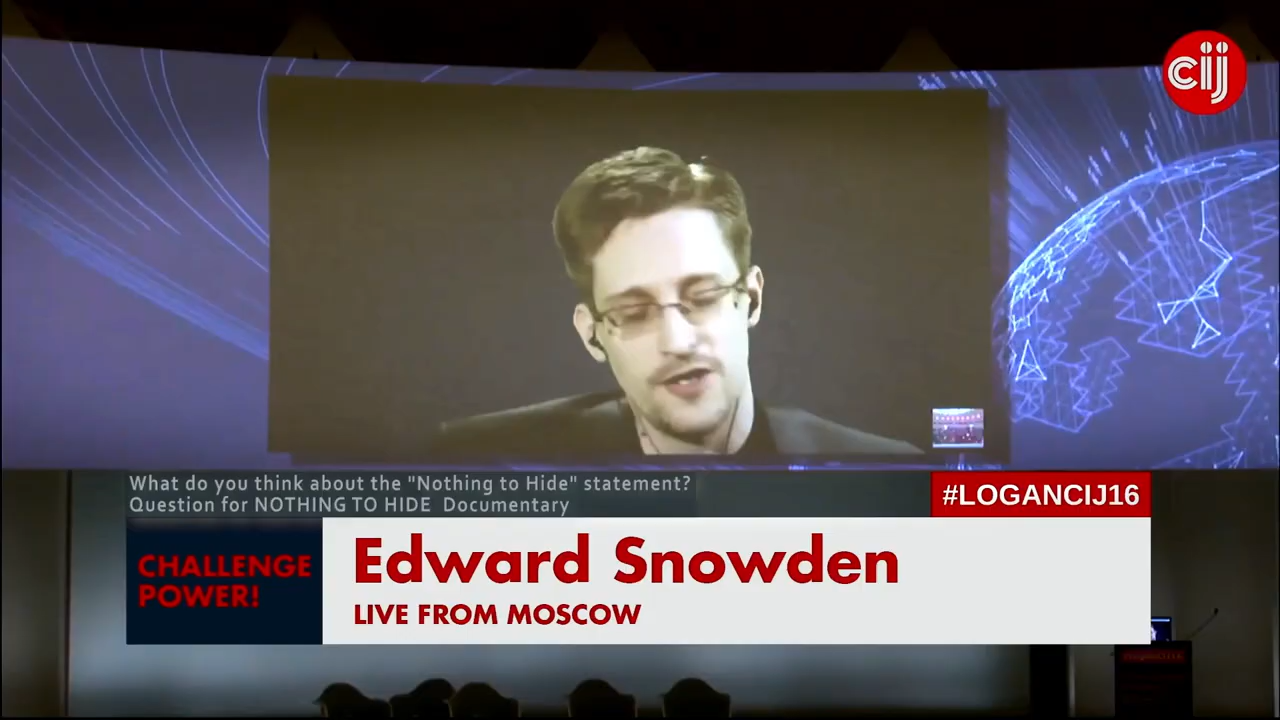 cij
What do you think about the "Nothing to Hide" statement?
Question for NOTHING TO HIDE Documentary
#LOGANCIJ16
CHALLENGE
POWER!
Edward Snowden
LIVE FROM MOSCOW